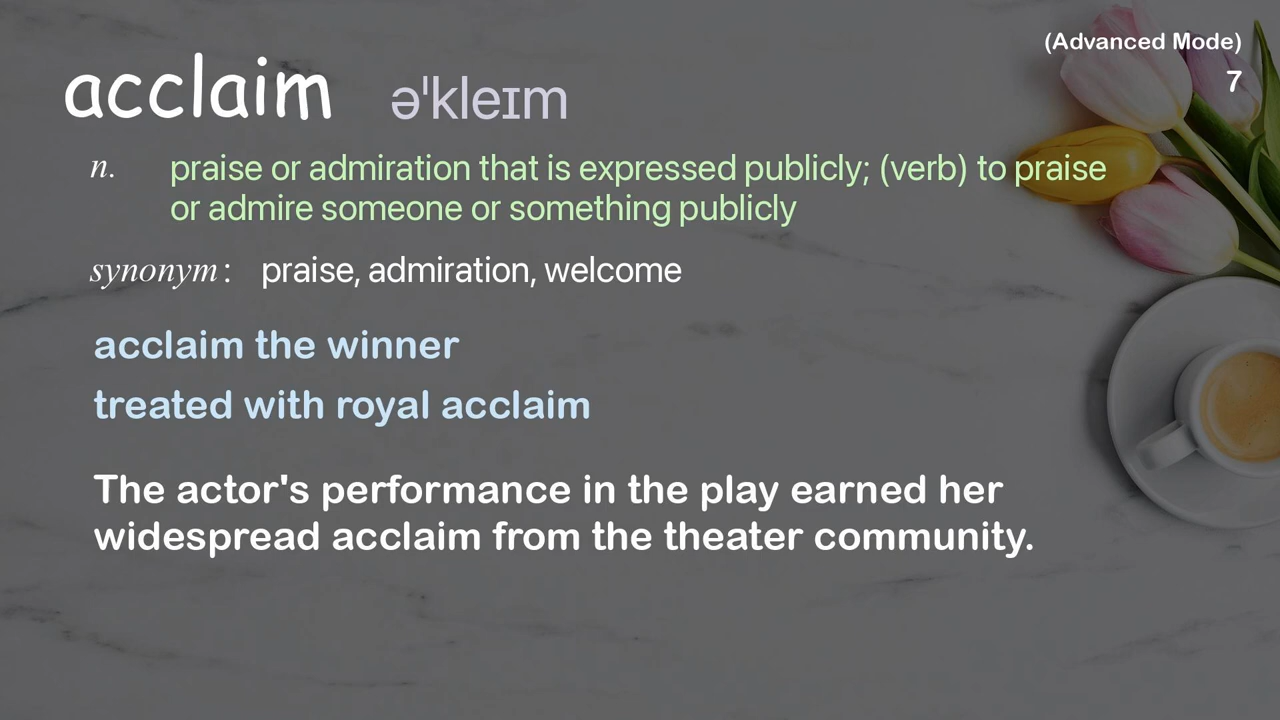 (Advanced Mode)
7
acclaim ə'kleɪm
n. praise or admiration that is expressed publicly; (verb) to praise
or admire someone or something publicly
synonym: praise, admiration, welcome
acclaim the winner
treated with royal acclaim
The actor's performance in the play earned her
widespread acclaim from the theater community.